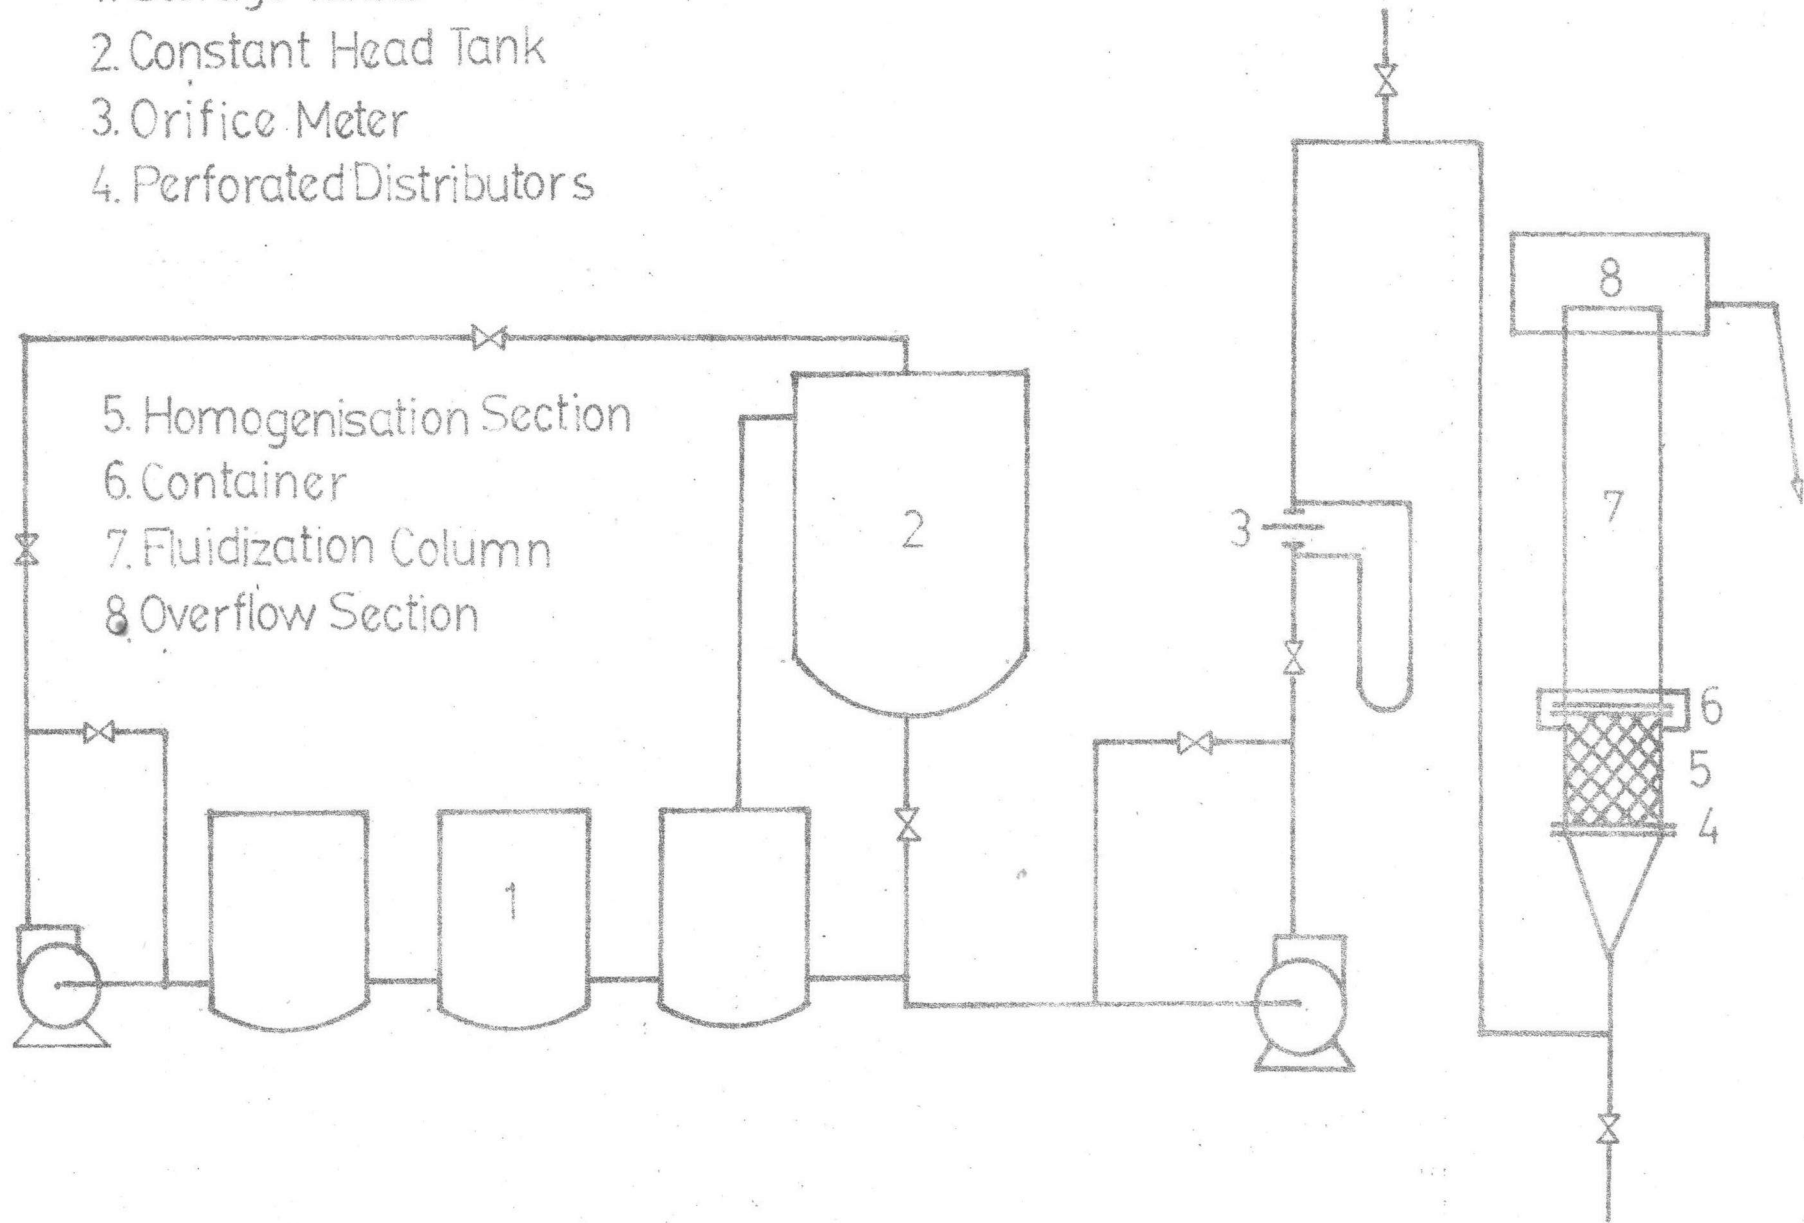 2. Constant Head Tank
3. Orifice Meter
4. Perforated Distributors
8
5. Homogenisation Section
6. Container
7. Fluidization Column
8. Overflow Section
2
3
7
6
5
4
1